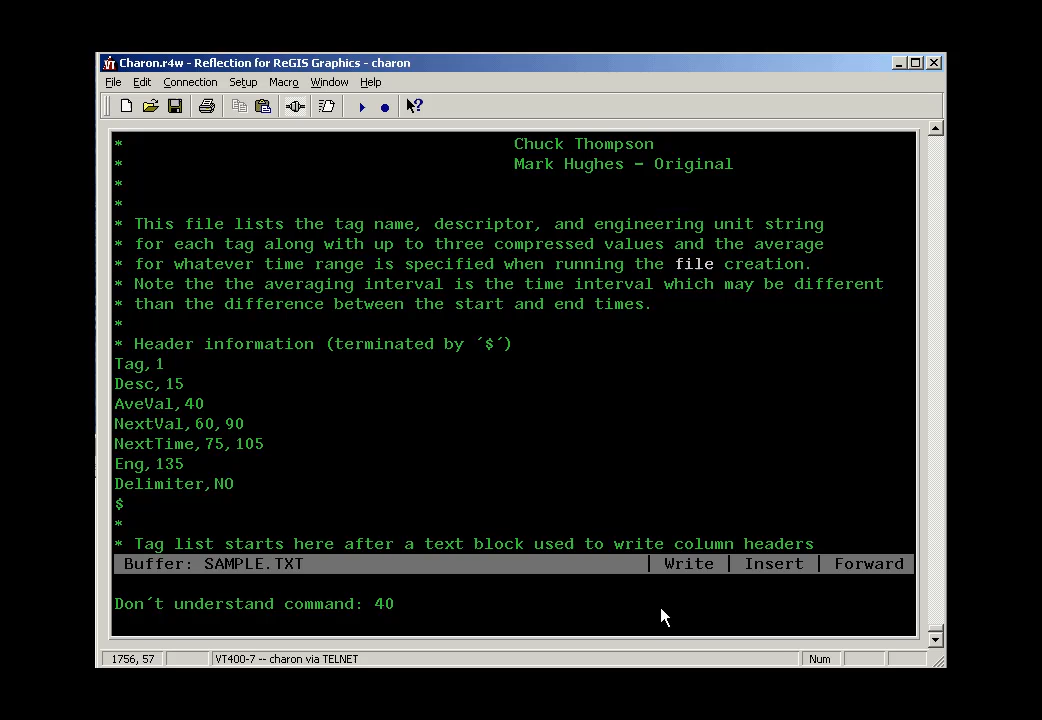 Charon.r4w - Reflection for ReGIS Graphics - charon
File Edit Connection Setup Macro Window Help
* Chuck Thompson
* Mark Hughes - Original
*
*
* This file lists the tag name, descriptor, and engineering unit string
* for each tag along with up to three compressed values and the average
* for whatever time range is specified when running the file creation.
* Note the the averaging interval is the time interval which may be different
* than the difference between the start and end times.
*
* Header information (terminated by ´$´)
Tag,1
Desc,15
AveVal,40
NextVal,60,90
NextTime,75,105
Eng,135
Delimiter,NO
$
*
* Tag list starts here after a text block used to write column headers
Buffer: SAMPLE.TXT | Write | Insert | Forward
Don´t understand command: 40
1756, 57 VT400-7 -- charon via TELNET Num